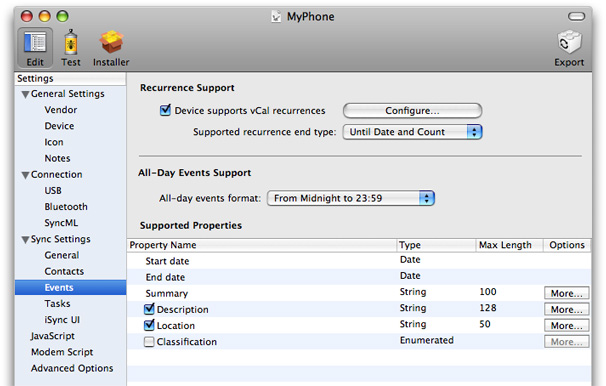 MyPhone
Edit Test Installer Export
Settings
General Settings
Vendor
Device
Icon
Notes
Connection
USB
Bluetooth
SyncML
Sync Settings
General
Contacts
Events
Tasks
iSync UI
JavaScript
Modem Script
Advanced Options
Recurrence Support
Device supports vCal recurrences Configure...
Supported recurrence end type: Until Date and Count
All-Day Events Support
All-day events format: From Midnight to 23:59
Supported Properties
Property Name Type Max Length Options
Start date Date
End date Date
Summary String 100 More...
Description String 128 More...
Location String 50 More...
Classification Enumerated More...